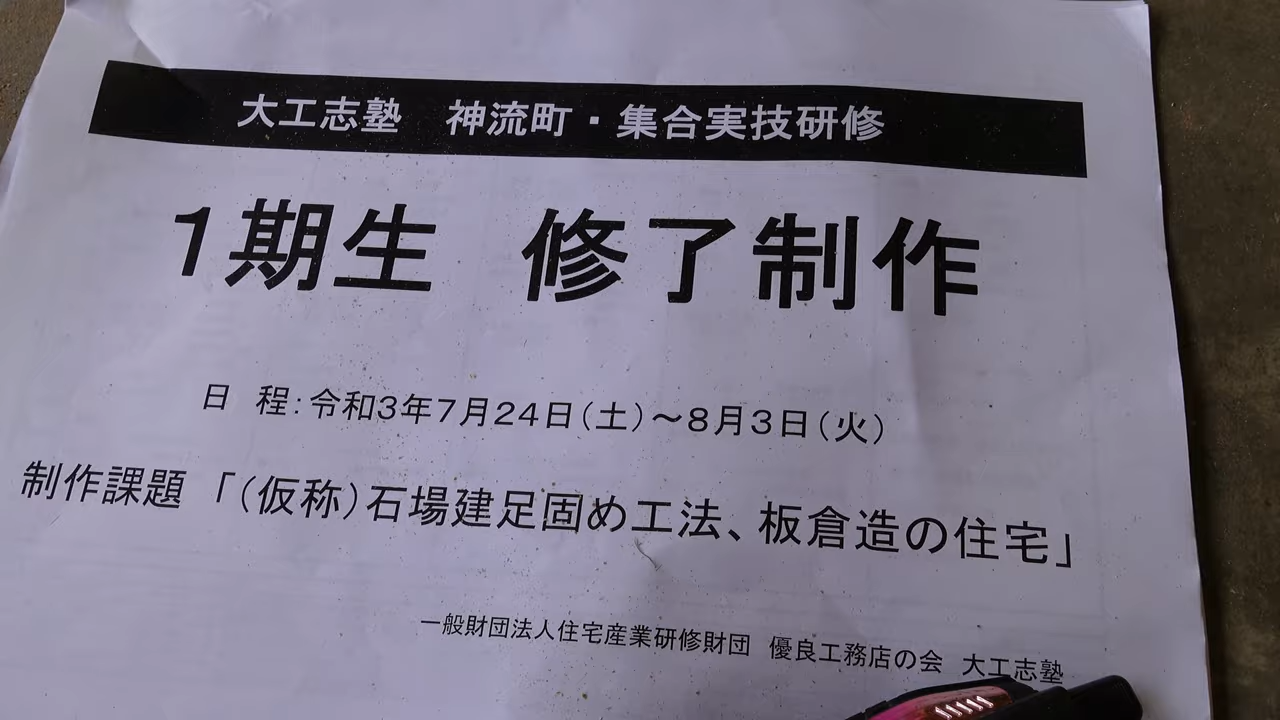 大工志塾　神流町・集合実技研修
1期生　修了制作
日　程：令和3年7月24日（土）～8月3日（火）
制作課題「（仮称）石場建足固め工法、板倉造の住宅」
一般財団法人住宅産業研修財団　優良工務店の会　大工志塾